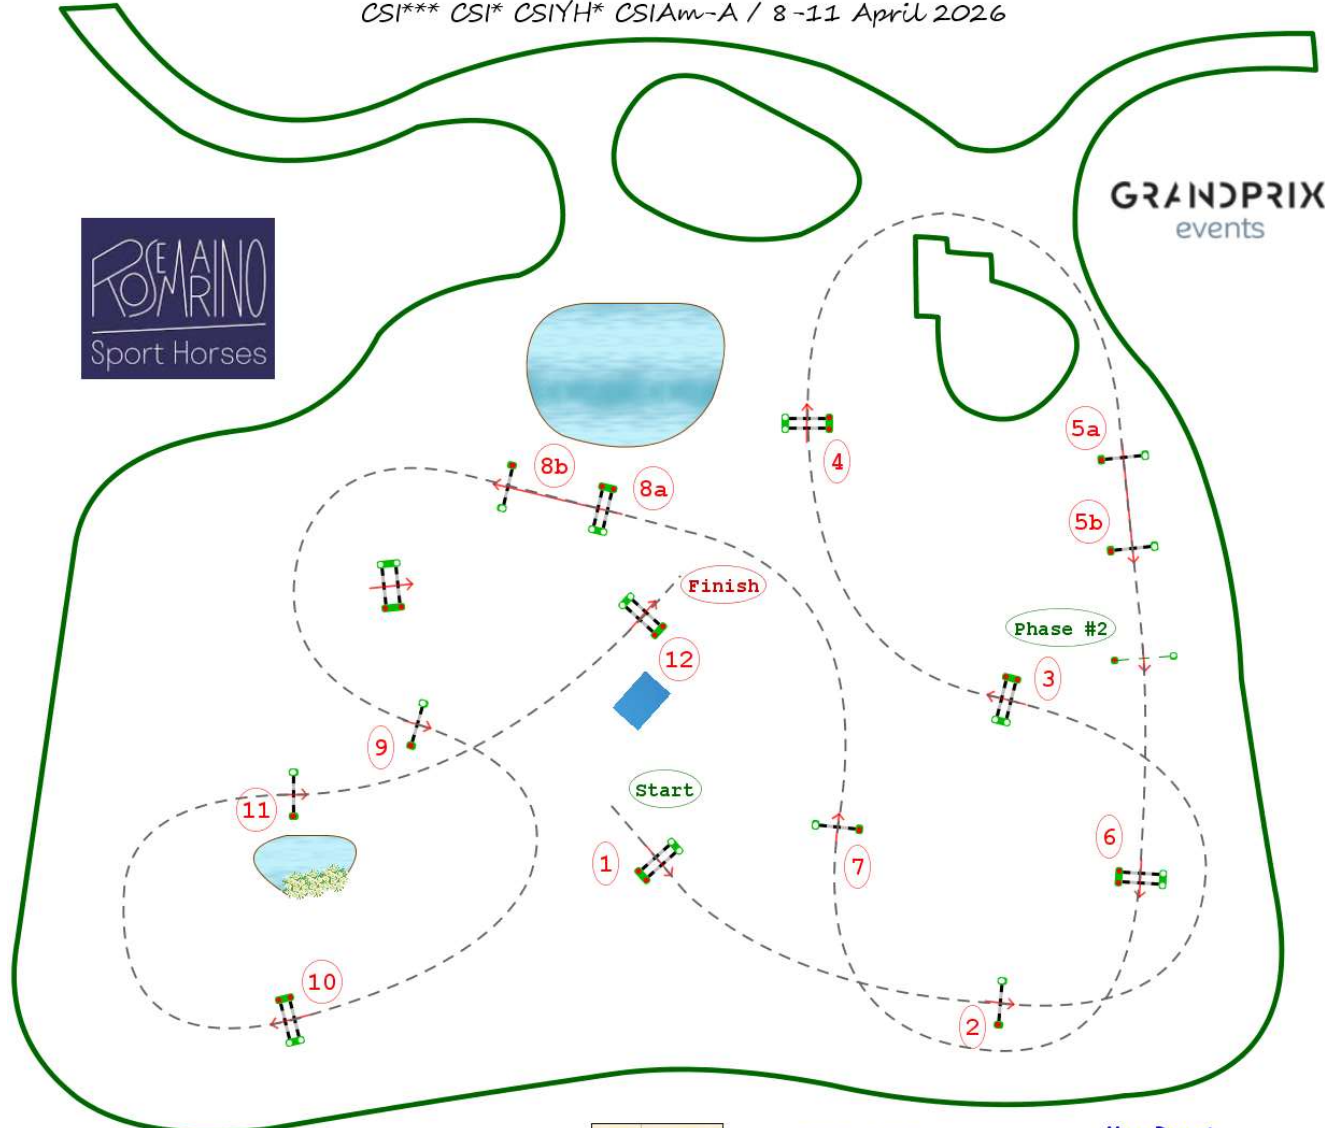 CSI*** CSI* CSIYH* CSIAm-A / 8-11 April 2026
GRANDPRIX
events
ROSEMARINO
Sport Horses
5a
8b
8a
4
5b
Finish
Phase #2
12
3
9
Start
11
6
1
7
10
2